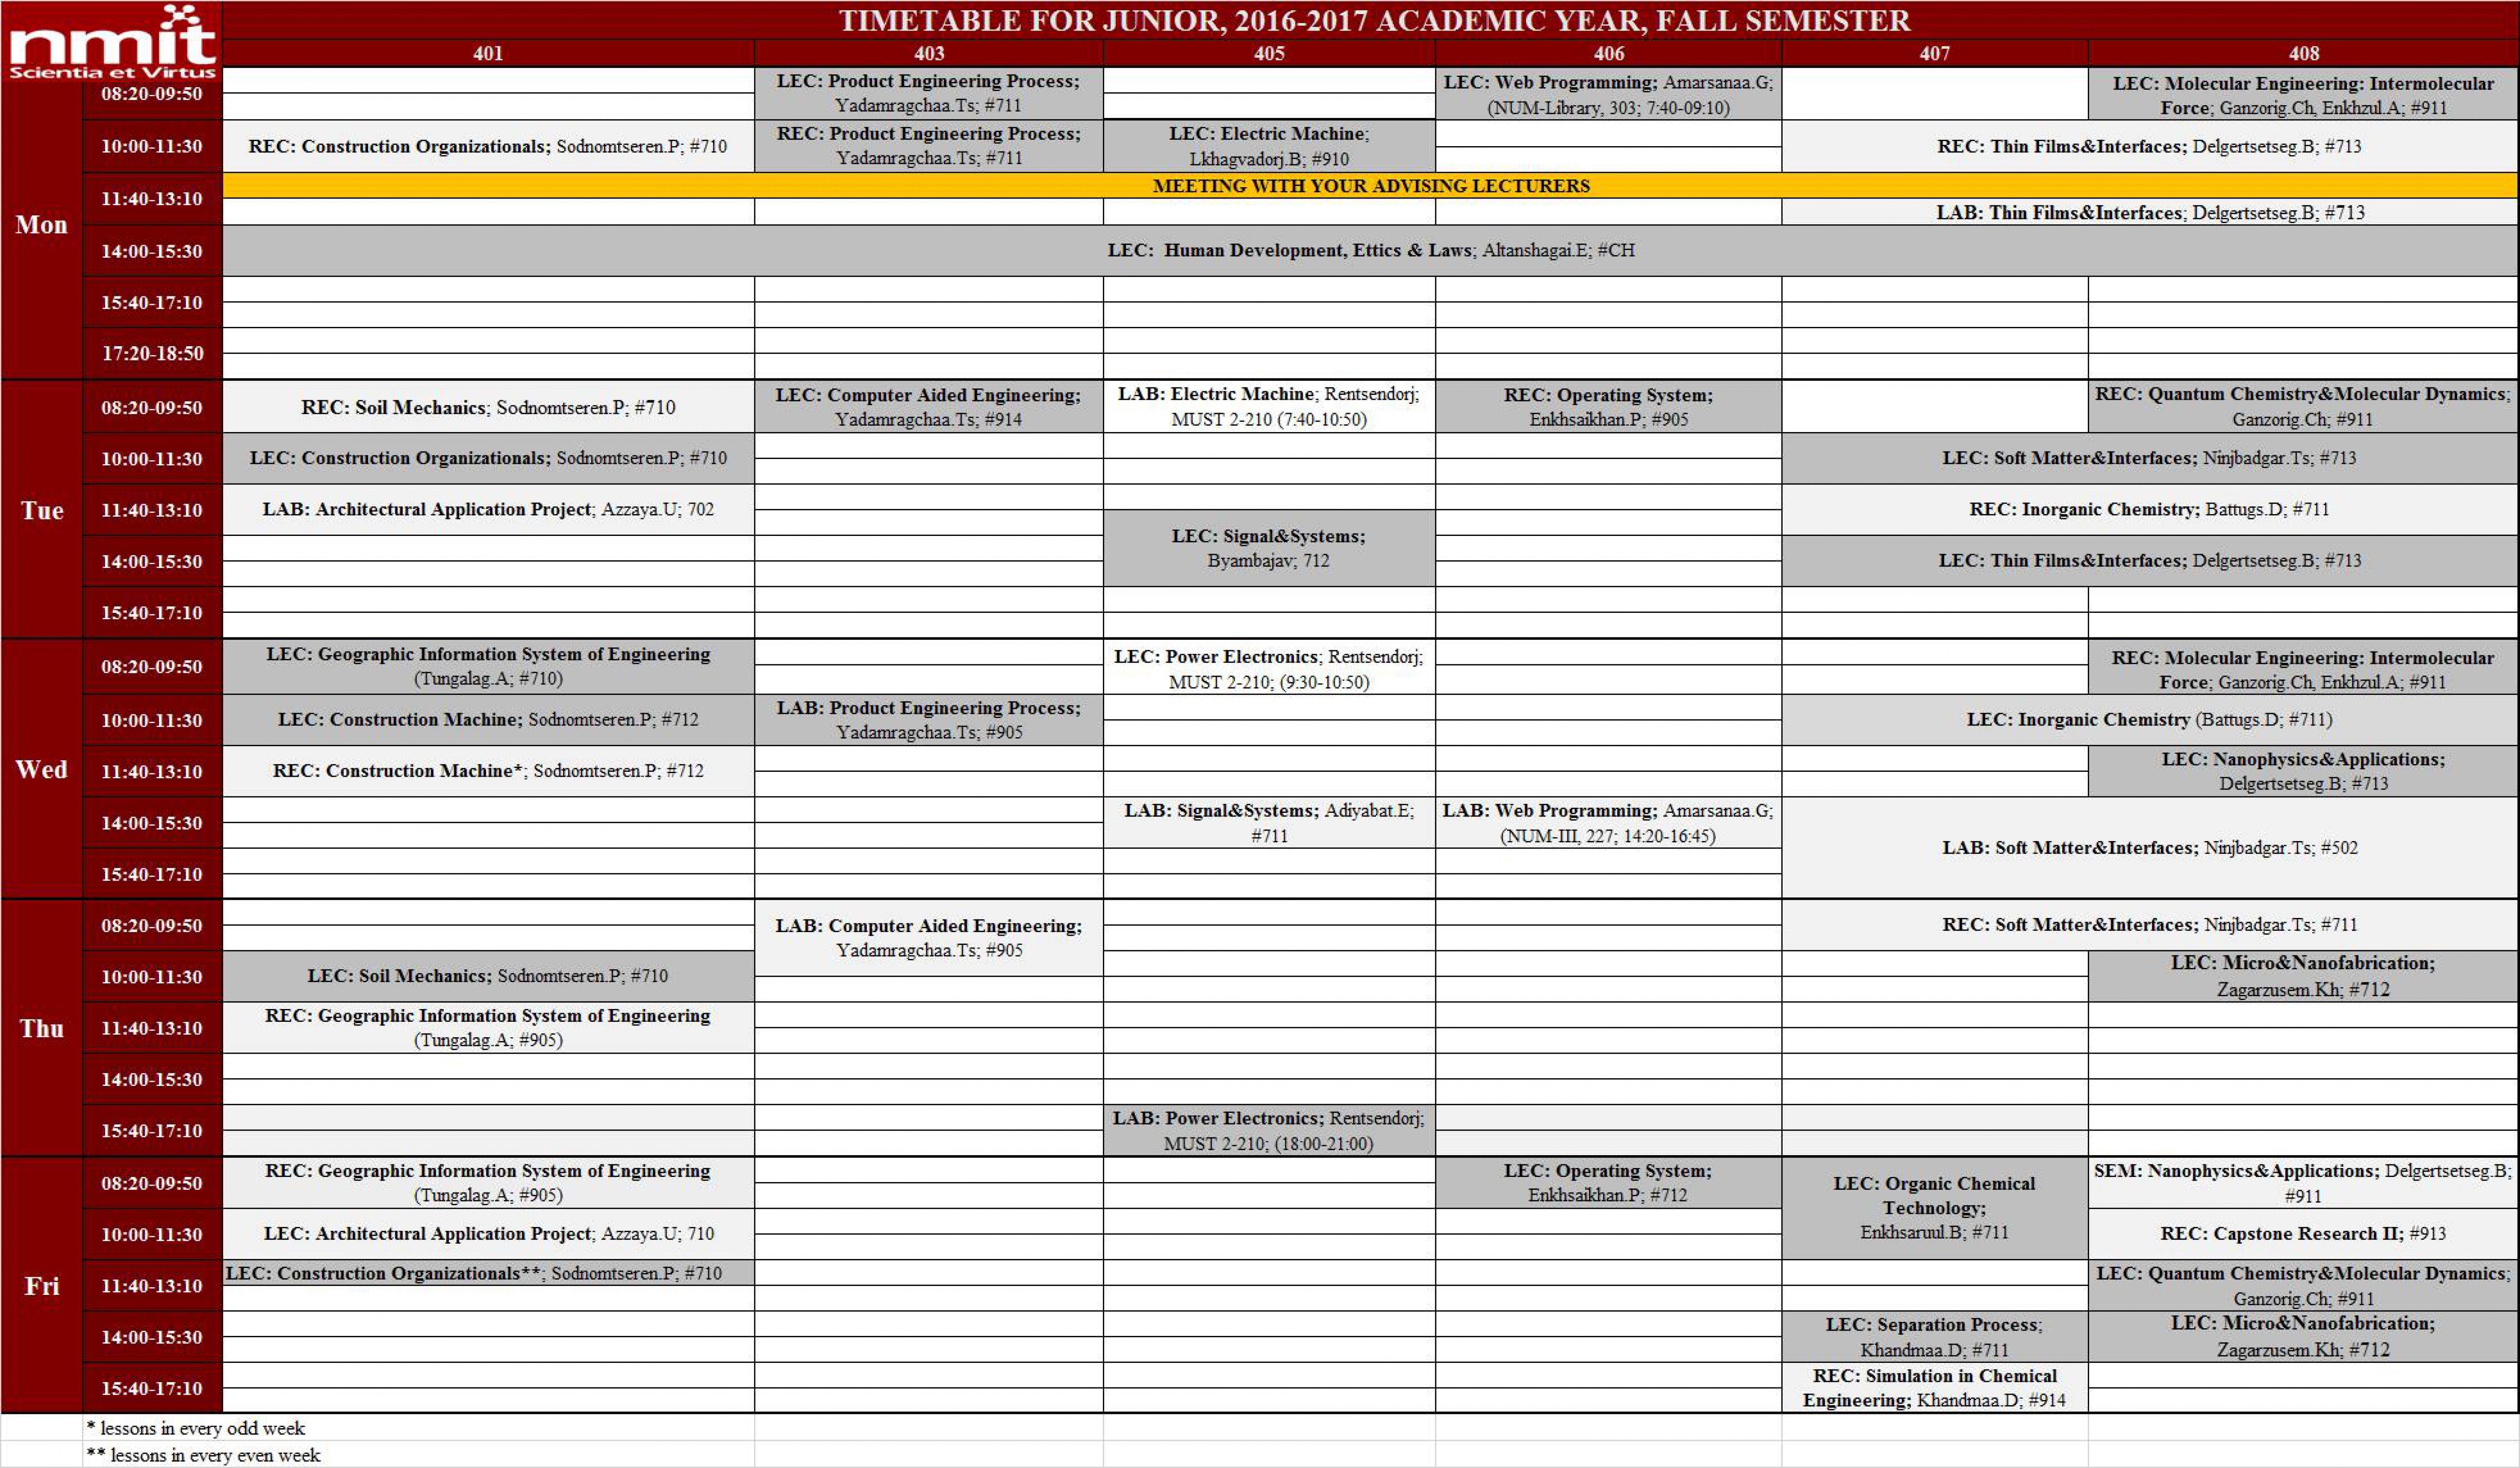 nmit
Scientia et Virtus
TIMETABLE FOR JUNIOR, 2016-2017 ACADEMIC YEAR, FALL SEMESTER
401 403 405 406 407 408
Mon
08:20-09:50
LEC: Product Engineering Process;
Yadamragchaa.Ts; #711
LEC: Web Programming; Amarsanaa.G;
(NUM-Library, 303; 7:40-09:10)
LEC: Molecular Engineering: Intermolecular
Force; Ganzorig.Ch, Enkhzul.A; #911
10:00-11:30
REC: Construction Organizationals; Sodnomtseren.P; #710
REC: Product Engineering Process;
Yadamragchaa.Ts; #711
LEC: Electric Machine;
Lkhagvadorj.B; #910
REC: Thin Films&Interfaces; Delgertsetseg.B; #713
11:40-13:10
MEETING WITH YOUR ADVISING LECTURERS
LAB: Thin Films&Interfaces; Delgertsetseg.B; #713
14:00-15:30
LEC: Human Development, Ettics & Laws; Altanshagai.E; #CH
15:40-17:10
17:20-18:50
Tue
08:20-09:50
REC: Soil Mechanics; Sodnomtseren.P; #710
LEC: Computer Aided Engineering;
Yadamragchaa.Ts; #914
LAB: Electric Machine; Rentsendorj;
MUST 2-210 (7:40-10:50)
REC: Operating System;
Enkhsaikhan.P; #905
REC: Quantum Chemistry&Molecular Dynamics;
Ganzorig.Ch; #911
10:00-11:30
LEC: Construction Organizationals; Sodnomtseren.P; #710
LEC: Soft Matter&Interfaces; Ninjbadgar.Ts; #713
11:40-13:10
LAB: Architectural Application Project; Azzaya.U; 702
REC: Inorganic Chemistry; Battugs.D; #711
LEC: Signal&Systems;
Byambajav; 712
14:00-15:30
LEC: Thin Films&Interfaces; Delgertsetseg.B; #713
15:40-17:10
Wed
08:20-09:50
LEC: Geographic Information System of Engineering
(Tungalag.A; #710)
LEC: Power Electronics; Rentsendorj;
MUST 2-210; (9:30-10:50)
REC: Molecular Engineering: Intermolecular
Force; Ganzorig.Ch, Enkhzul.A; #911
10:00-11:30
LEC: Construction Machine; Sodnomtseren.P; #712
LAB: Product Engineering Process;
Yadamragchaa.Ts; #905
LEC: Inorganic Chemistry (Battugs.D; #711)
11:40-13:10
REC: Construction Machine*; Sodnomtseren.P; #712
LEC: Nanophysics&Applications;
Delgertsetseg.B; #713
14:00-15:30
LAB: Signal&Systems; Adiyabat.E;
#711
LAB: Web Programming; Amarsanaa.G;
(NUM-III, 227; 14:20-16:45)
LAB: Soft Matter&Interfaces; Ninjbadgar.Ts; #502
15:40-17:10
Thu
08:20-09:50
LAB: Computer Aided Engineering;
Yadamragchaa.Ts; #905
REC: Soft Matter&Interfaces; Ninjbadgar.Ts; #711
10:00-11:30
LEC: Soil Mechanics; Sodnomtseren.P; #710
LEC: Micro&Nanofabrication;
Zagarzusem.Kh; #712
11:40-13:10
REC: Geographic Information System of Engineering
(Tungalag.A; #905)
14:00-15:30
15:40-17:10
LAB: Power Electronics; Rentsendorj;
MUST 2-210; (18:00-21:00)
Fri
08:20-09:50
REC: Geographic Information System of Engineering
(Tungalag.A; #905)
LEC: Operating System;
Enkhsaikhan.P; #712
LEC: Organic Chemical
Technology;
Enkhsaruul.B; #711
SEM: Nanophysics&Applications; Delgertsetseg.B;
#911
10:00-11:30
LEC: Architectural Application Project; Azzaya.U; 710
REC: Capstone Research II; #913
11:40-13:10
LEC: Construction Organizationals**; Sodnomtseren.P; #710
LEC: Quantum Chemistry&Molecular Dynamics;
Ganzorig.Ch; #911
14:00-15:30
LEC: Separation Process;
Khandmaa.D; #711
LEC: Micro&Nanofabrication;
Zagarzusem.Kh; #712
15:40-17:10
REC: Simulation in Chemical
Engineering; Khandmaa.D; #914
* lessons in every odd week
** lessons in every even week